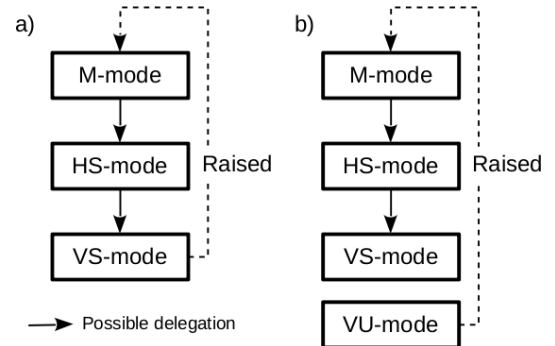 a)
M-mode
HS-mode
Raised
VS-mode
Possible delegation
b)
M-mode
HS-mode
Raised
VS-mode
VU-mode